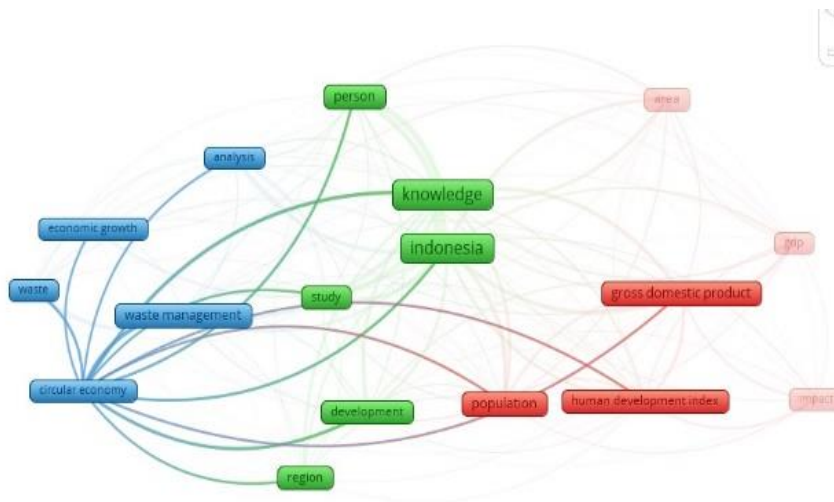 person
area
analysis
knowledge
economic growth
indonesia
gdp
waste
study
gross domestic product
waste management
circular economy
population
human development index
impact
development
region